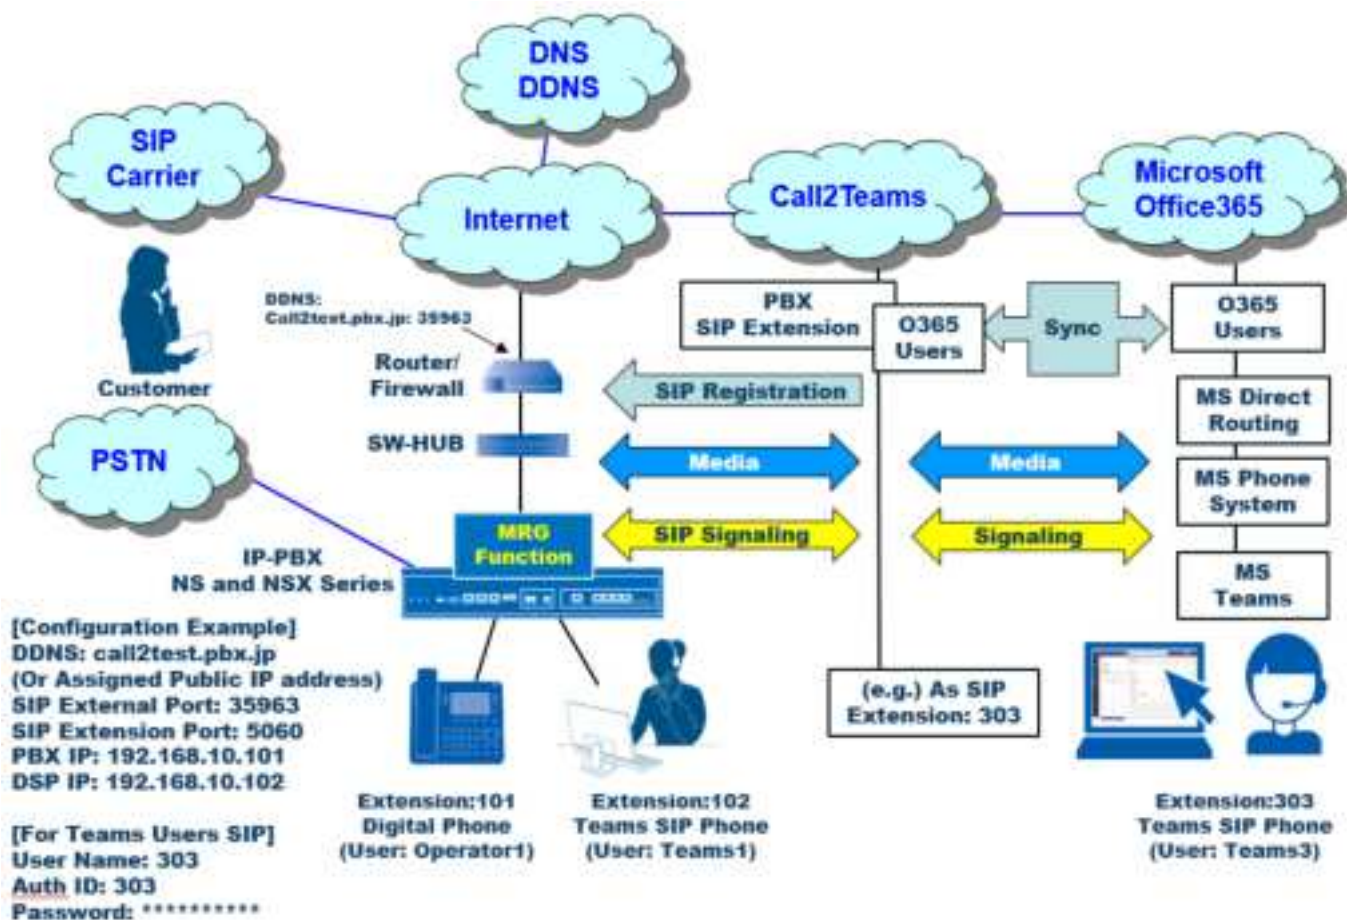 DNS
DDNS
SIP
Carrier
Internet
Call2Teams
Microsoft
Office365
Customer
DDNS:
Call2test.pbx.jp: 35963
Router/
Firewall
SW-HUB
PSTN
IP-PBX
NS and NSX Series
MRG
Function
PBX
SIP Extension
O365
Users
Sync
O365
Users
SIP Registration
MS Direct
Routing
Media
Media
MS Phone
System
SIP Signaling
Signaling
MS
Teams
[Configuration Example]
DDNS: call2test.pbx.jp
(Or Assigned Public IP address)
SIP External Port: 35963
SIP Extension Port: 5060
PBX IP: 192.168.10.101
DSP IP: 192.168.10.102
[For Teams Users SIP]
User Name: 303
Auth ID: 303
Password: **********
(e.g.) As SIP
Extension: 303
Extension:101
Digital Phone
(User: Operator1)
Extension:102
Teams SIP Phone
(User: Teams1)
Extension:303
Teams SIP Phone
(User: Teams3)